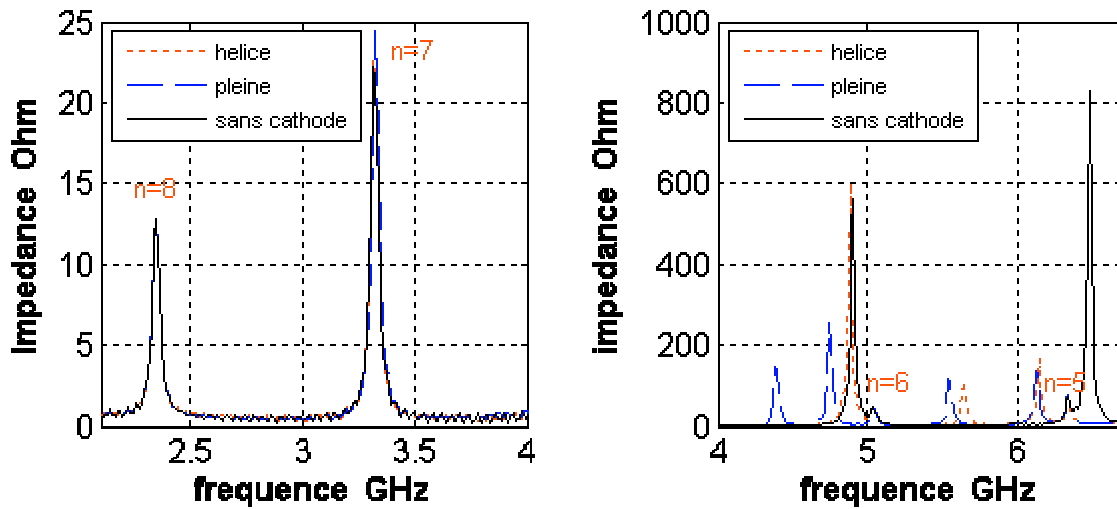 25
20
15
10
5
0
Impedance Ohm
helice
pleine
sans cathode
n=8
n=7
2.5
3
3.5
4
frequence GHz
1000
800
600
400
200
0
impedance Ohm
helice
pleine
sans cathode
n=6
n=5
4
5
6
frequence GHz